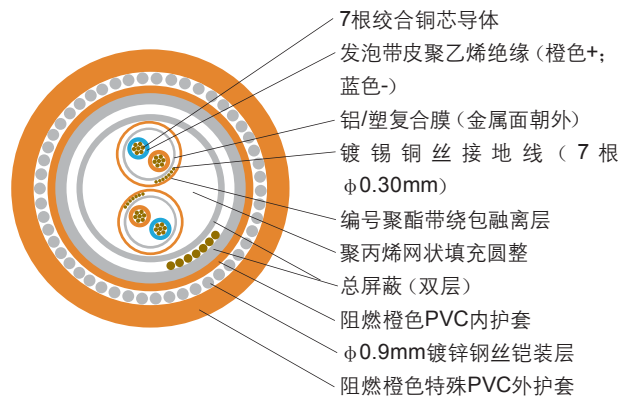 7根绞合铜芯导体
发泡带皮聚乙烯绝缘（橙色+；
蓝色-）
铝/塑复合膜（金属面朝外）
镀锡铜丝接地线（7根
φ0.30mm）
编号聚酯带绕包融离层
聚丙烯网状填充圆整
总屏蔽（双层）
阻燃橙色PVC内护套
φ0.9mm镀锌钢丝铠装层
阻燃橙色特殊PVC外护套